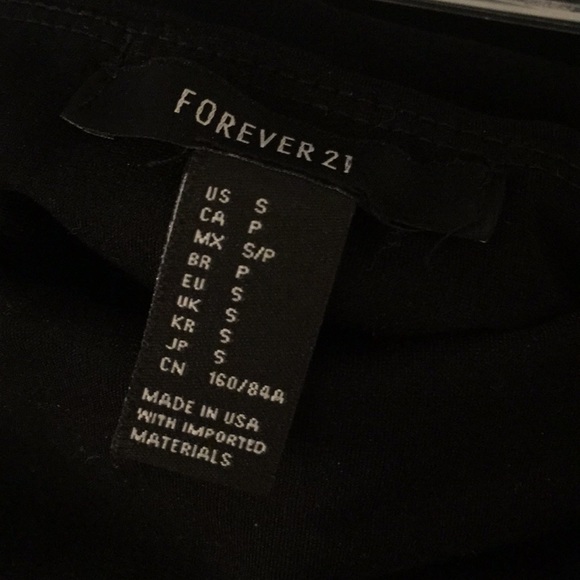 FOREVER 21
US S
CA P
MX S/P
BR P
EU S
UK S
KR S
JP S
CN 160/84A
MADE IN USA
WITH IMPORTED
MATERIALS